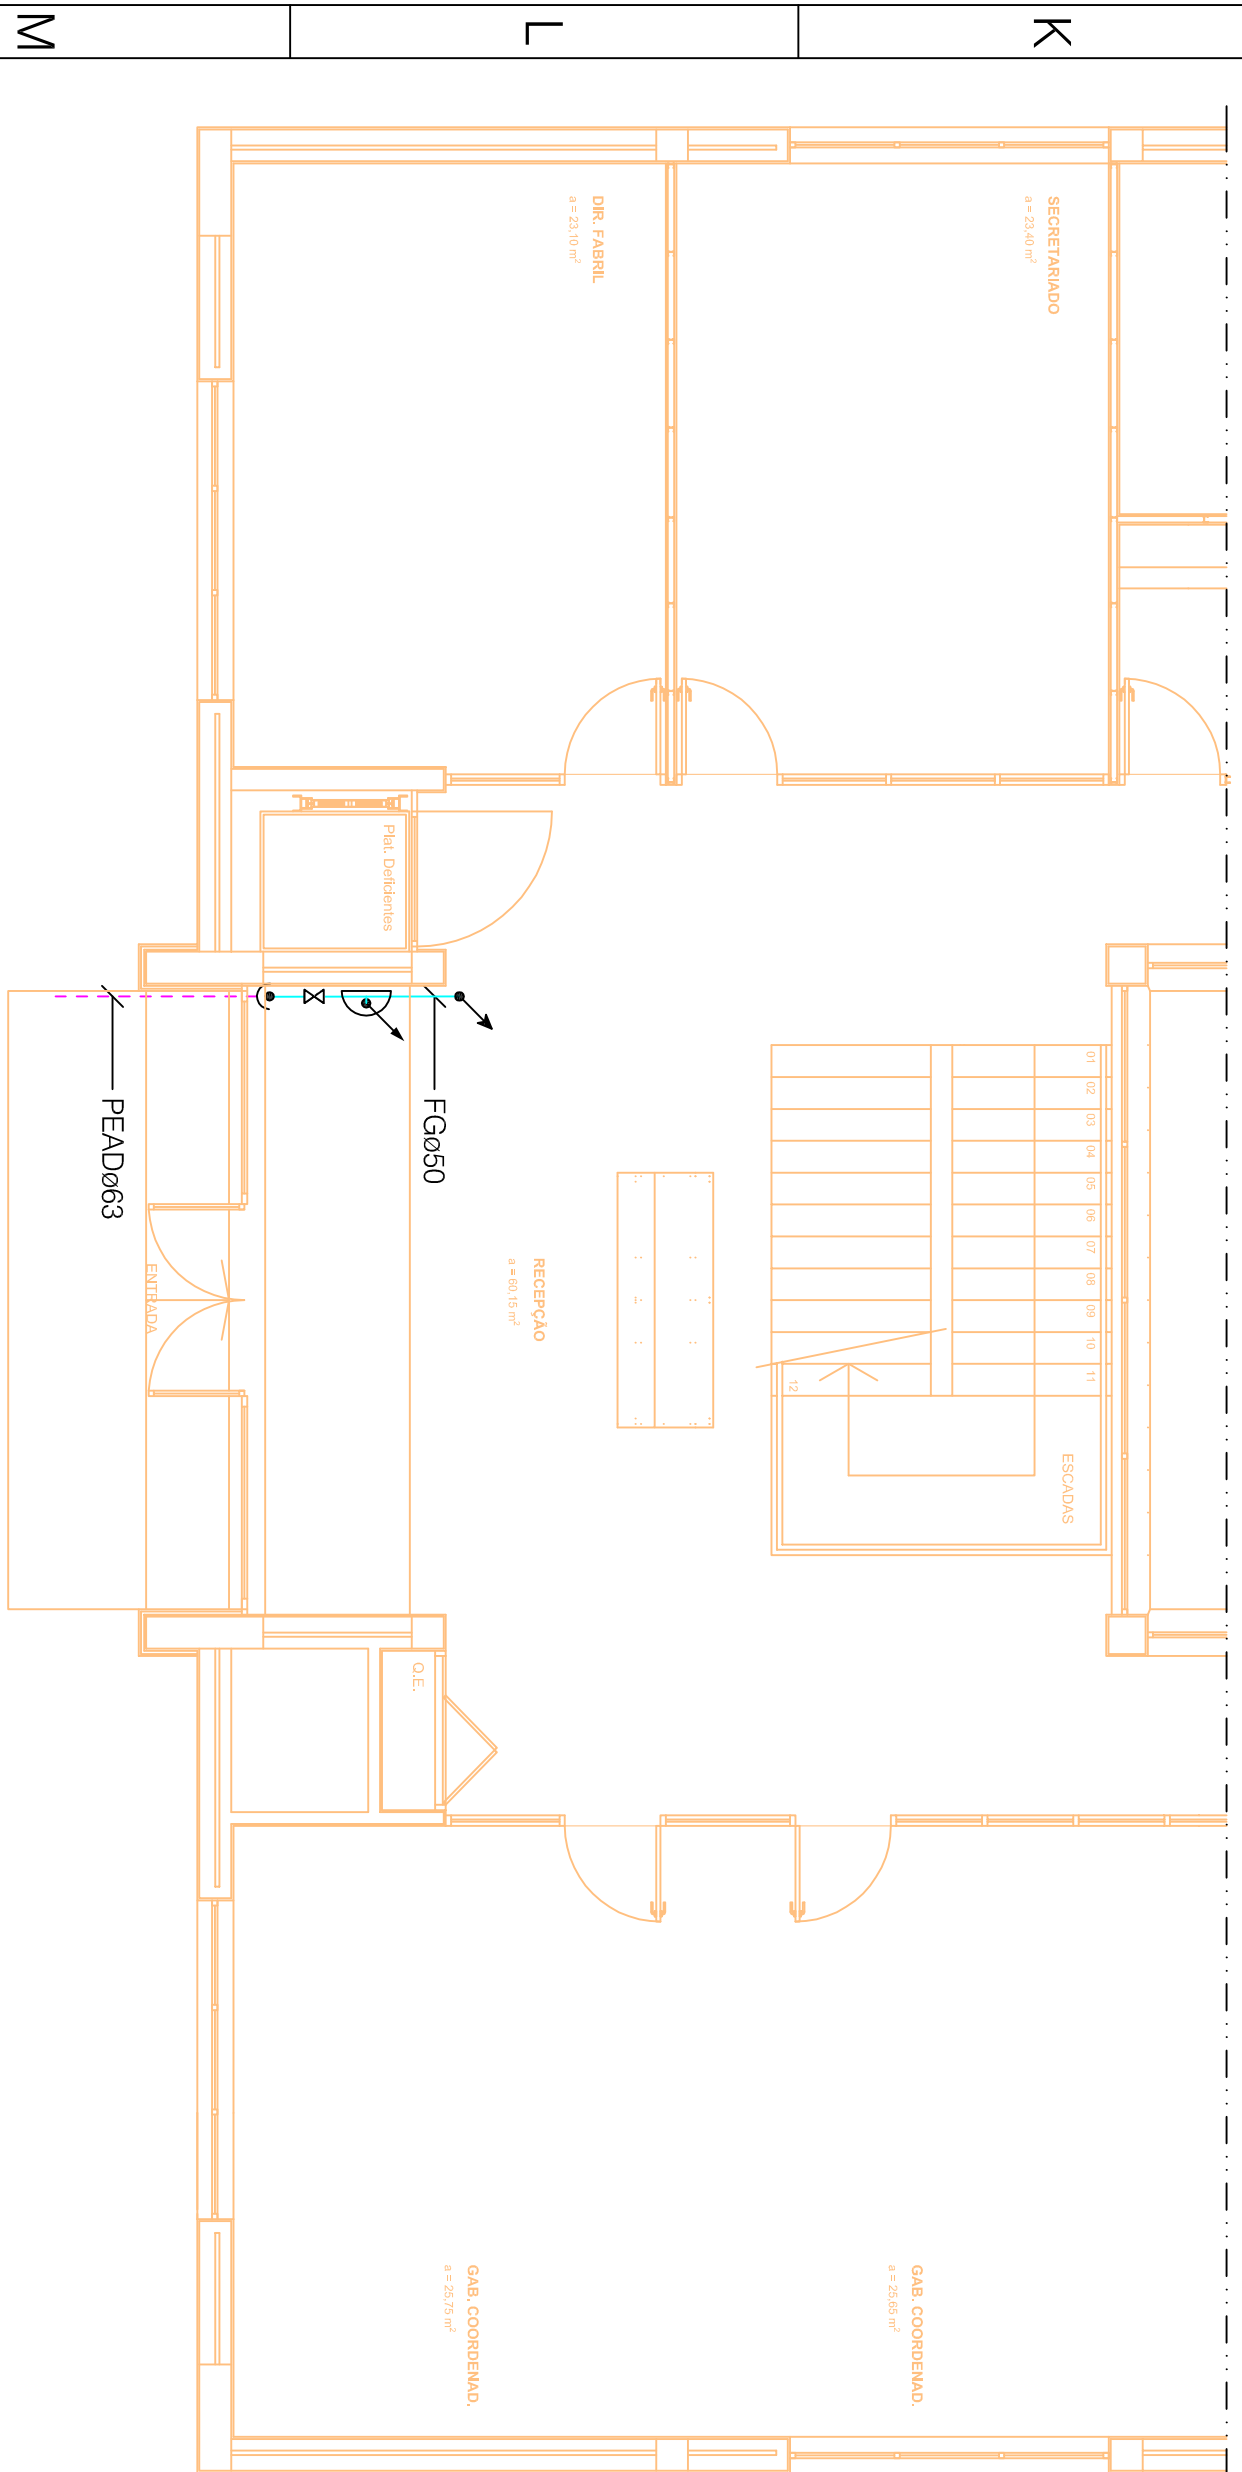 M
L
K
DIR. FABRIL
a = 23,10 m²
SECRETARIADO
a = 23,40 m²
Plat. Deficientes
FGø50
PEADø63
ENTRADA
RECEPÇÃO
a = 60,15 m²
01
02
03
04
05
06
07
08
09
10
11
12
ESCADAS
Q.E.
GAB. COORDENAD.
a = 25,75 m²
GAB. COORDENAD.
a = 25,65 m²